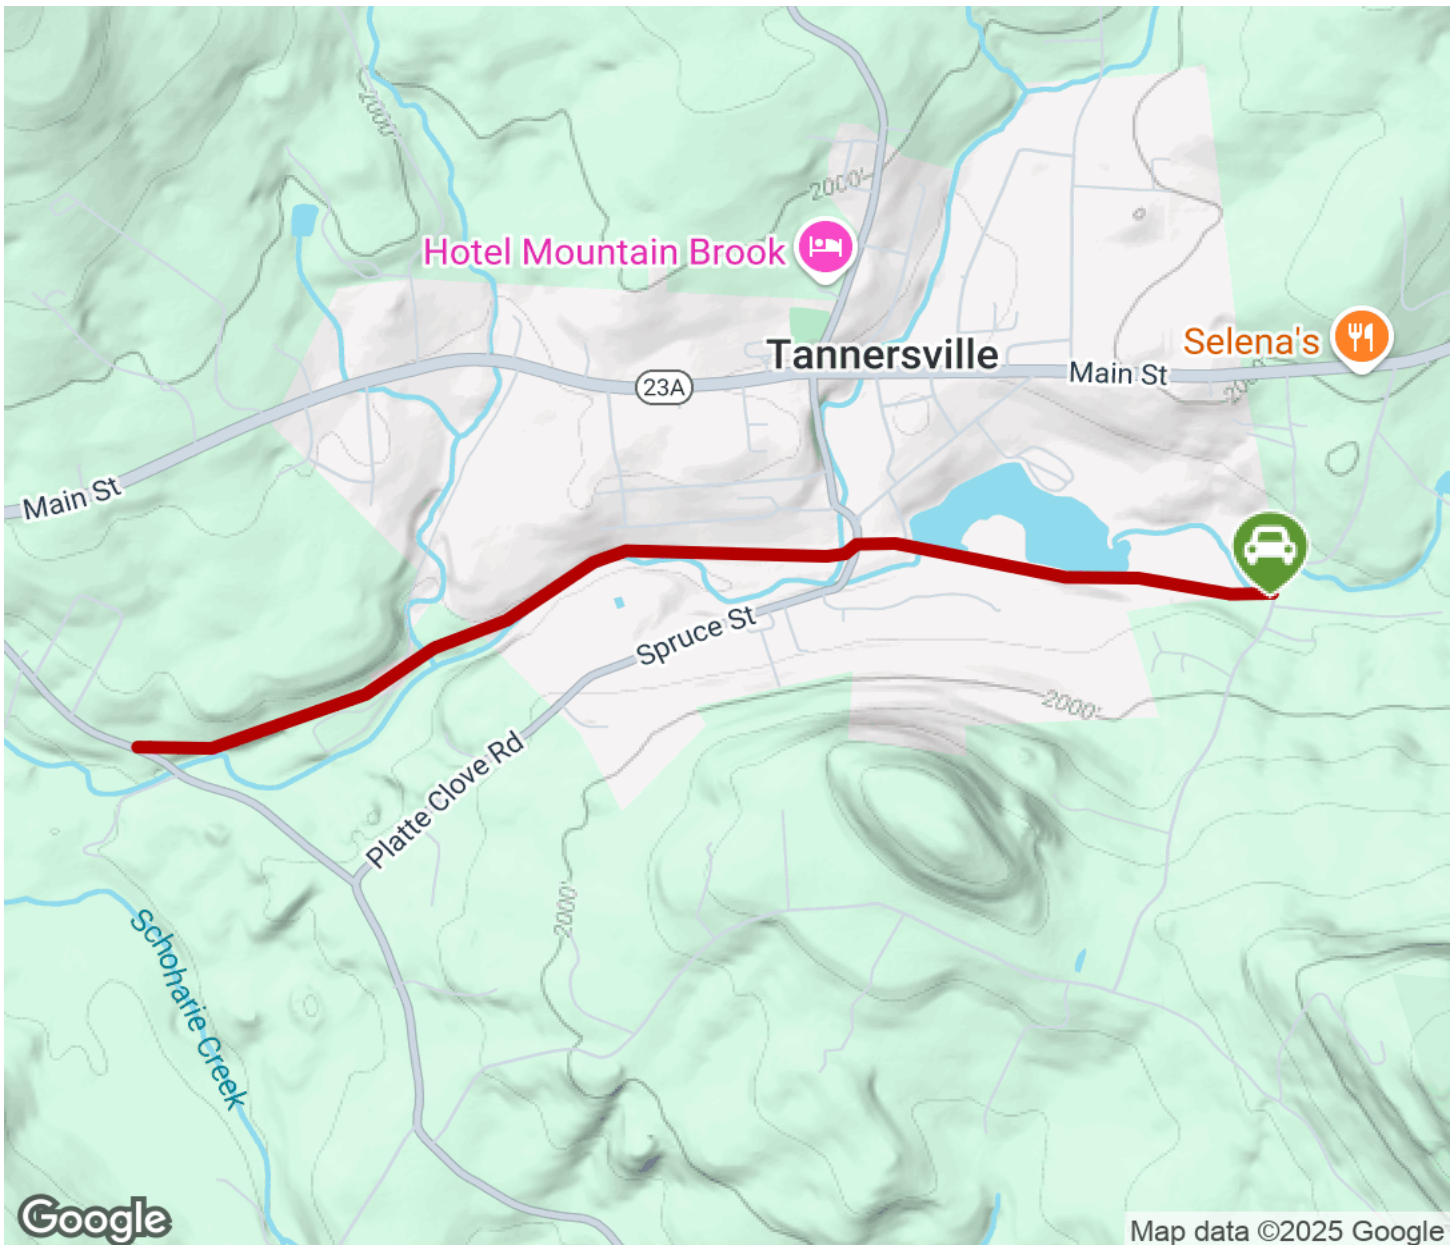 2000'
2000'
Hotel Mountain Brook
Selena's
Tannersville
23A
Main St
2000'
Main St
Spruce St
2000'
Platte Clove Rd
2000'
Schoharie Creek
Google
Map data ©2025 Google